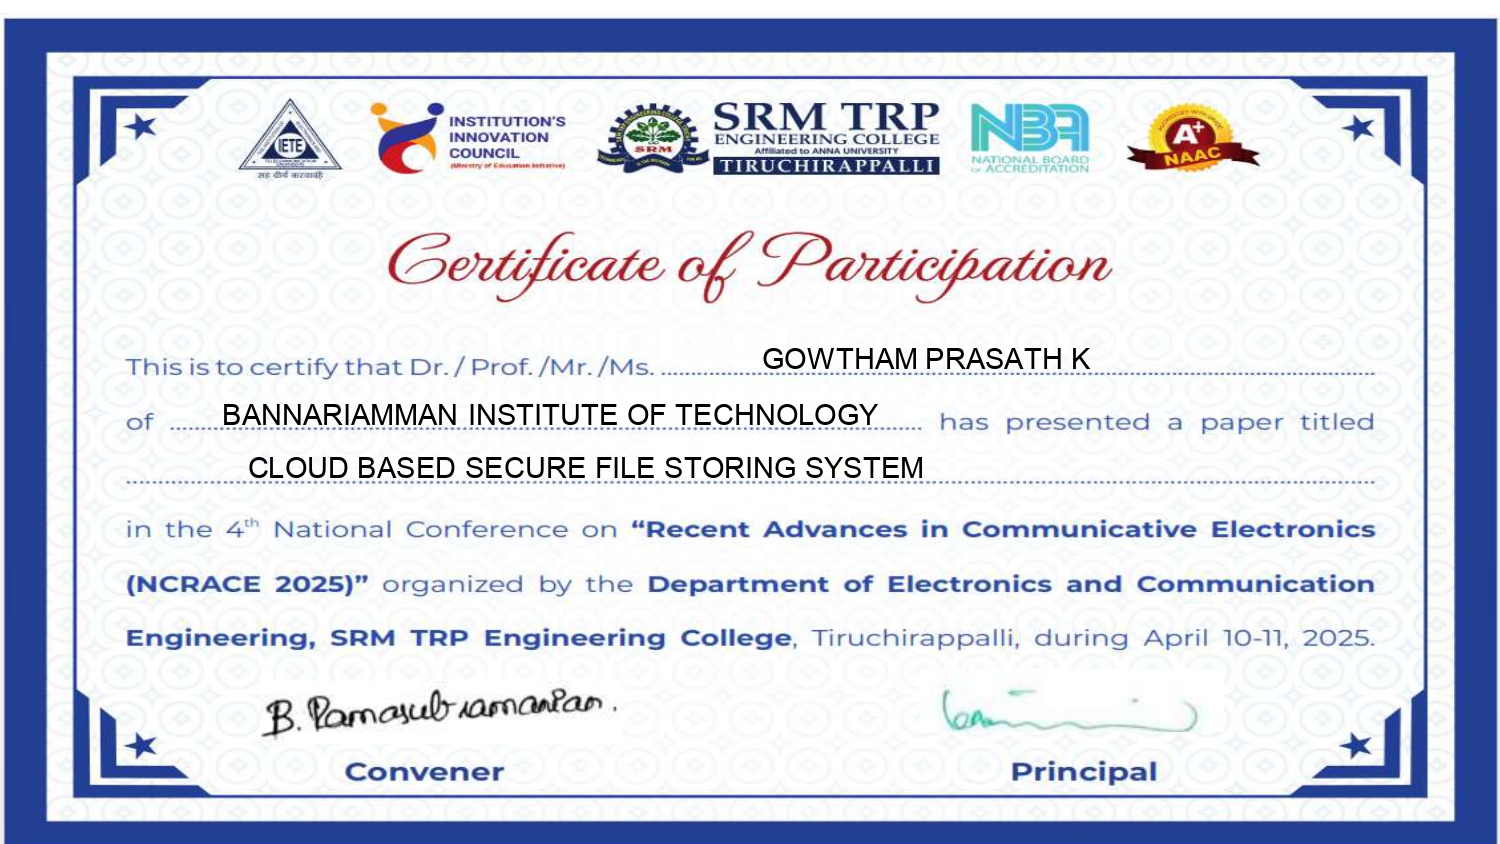 IETE
सह वीर्यं करवावहै
INSTITUTION'S
INNOVATION
COUNCIL
(Ministry of Education Initiative)
SRM
SRM TRP
ENGINEERING COLLEGE
Affiliated to ANNA UNIVERSITY
TIRUCHIRAPPALLI
NBA
NATIONAL BOARD
OF ACCREDITATION
A+
NAAC
Certificate of Participation
This is to certify that Dr. / Prof. /Mr. /Ms. GOWTHAM PRASATH K
of BANNARIAMMAN INSTITUTE OF TECHNOLOGY has presented a paper titled
CLOUD BASED SECURE FILE STORING SYSTEM
in the 4th National Conference on “Recent Advances in Communicative Electronics
(NCRACE 2025)” organized by the Department of Electronics and Communication
Engineering, SRM TRP Engineering College, Tiruchirappalli, during April 10-11, 2025.
B. Ramasubramanian.
Convener
Principal